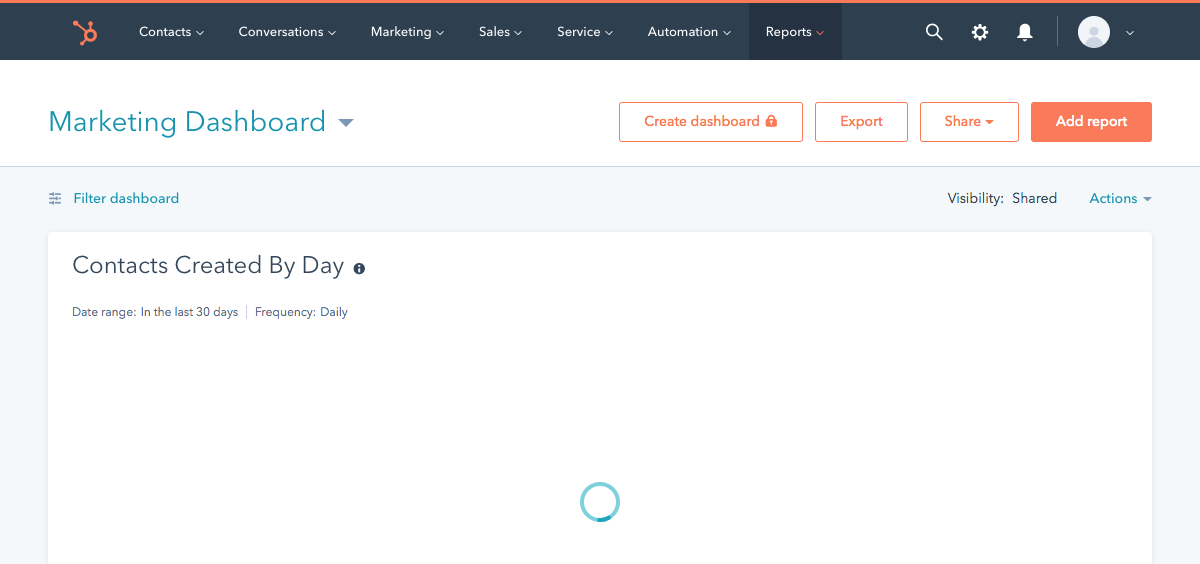 Contacts Conversations Marketing Sales Service Automation Reports
Marketing Dashboard Create dashboard Export Share Add report
Filter dashboard Visibility: Shared Actions
Contacts Created By Day
Date range: In the last 30 days Frequency: Daily